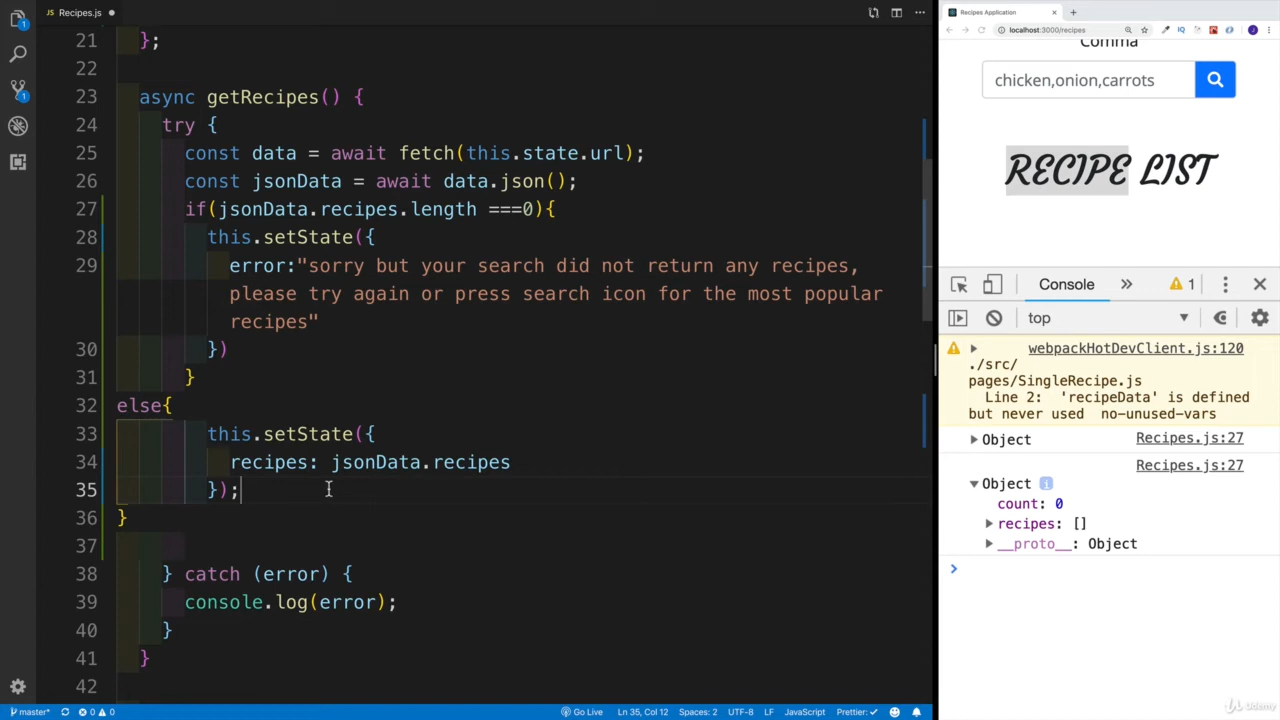 JS Recipes.js
21 };
22
23 async getRecipes() {
24 try {
25 const data = await fetch(this.state.url);
26 const jsonData = await data.json();
27 if(jsonData.recipes.length ===0){
28 this.setState({
29 error:"sorry but your search did not return any recipes,
please try again or press search icon for the most popular
recipes"
30 })
31 }
32 else{
33 this.setState({
34 recipes: jsonData.recipes
35 });
36 }
37
38 } catch (error) {
39 console.log(error);
40 }
41 }
42
master*
0 0
Go Live
Ln 35, Col 12
Spaces: 2
UTF-8
LF
JavaScript
Prettier: ✓
Recipes Application
localhost:3000/recipes
Comma
chicken,onion,carrots
RECIPE LIST
Console
1
top
webpackHotDevClient.js:120
./src/
pages/SingleRecipe.js
Line 2: 'recipeData' is defined
but never used no-unused-vars
Recipes.js:27
Object
Recipes.js:27
Object
count: 0
recipes: []
__proto__: Object
Udemy